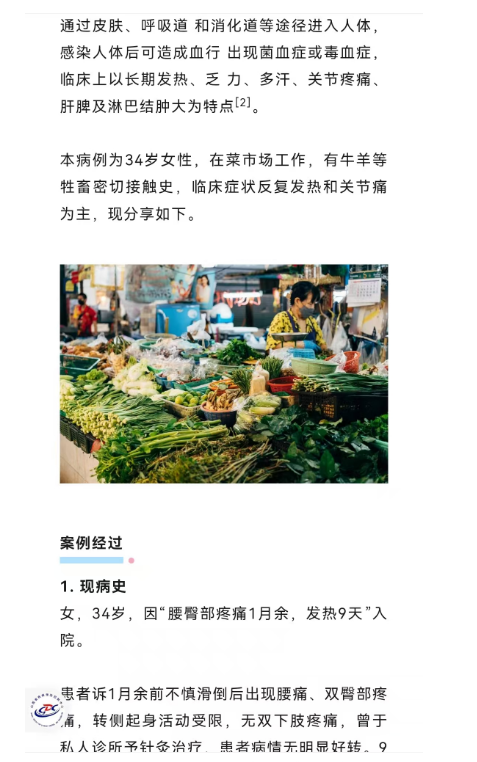 通过皮肤、呼吸道 和消化道等途径进入人体，
感染人体后可造成血行 出现菌血症或毒血症，
临床上以长期发热、乏 力、多汗、关节疼痛、
肝脾及淋巴结肿大为特点[2]。
本病例为34岁女性，在菜市场工作，有牛羊等
牲畜密切接触史，临床症状反复发热和关节痛
为主，现分享如下。
案例经过
1. 现病史
女，34岁，因“腰臀部疼痛1月余，发热9天”入
院。
患者诉1月余前不慎滑倒后出现腰痛、双臀部疼
痛，转侧起身活动受限，无双下肢疼痛，曾于
私人诊所予针灸治疗，患者病情无明显好转。9